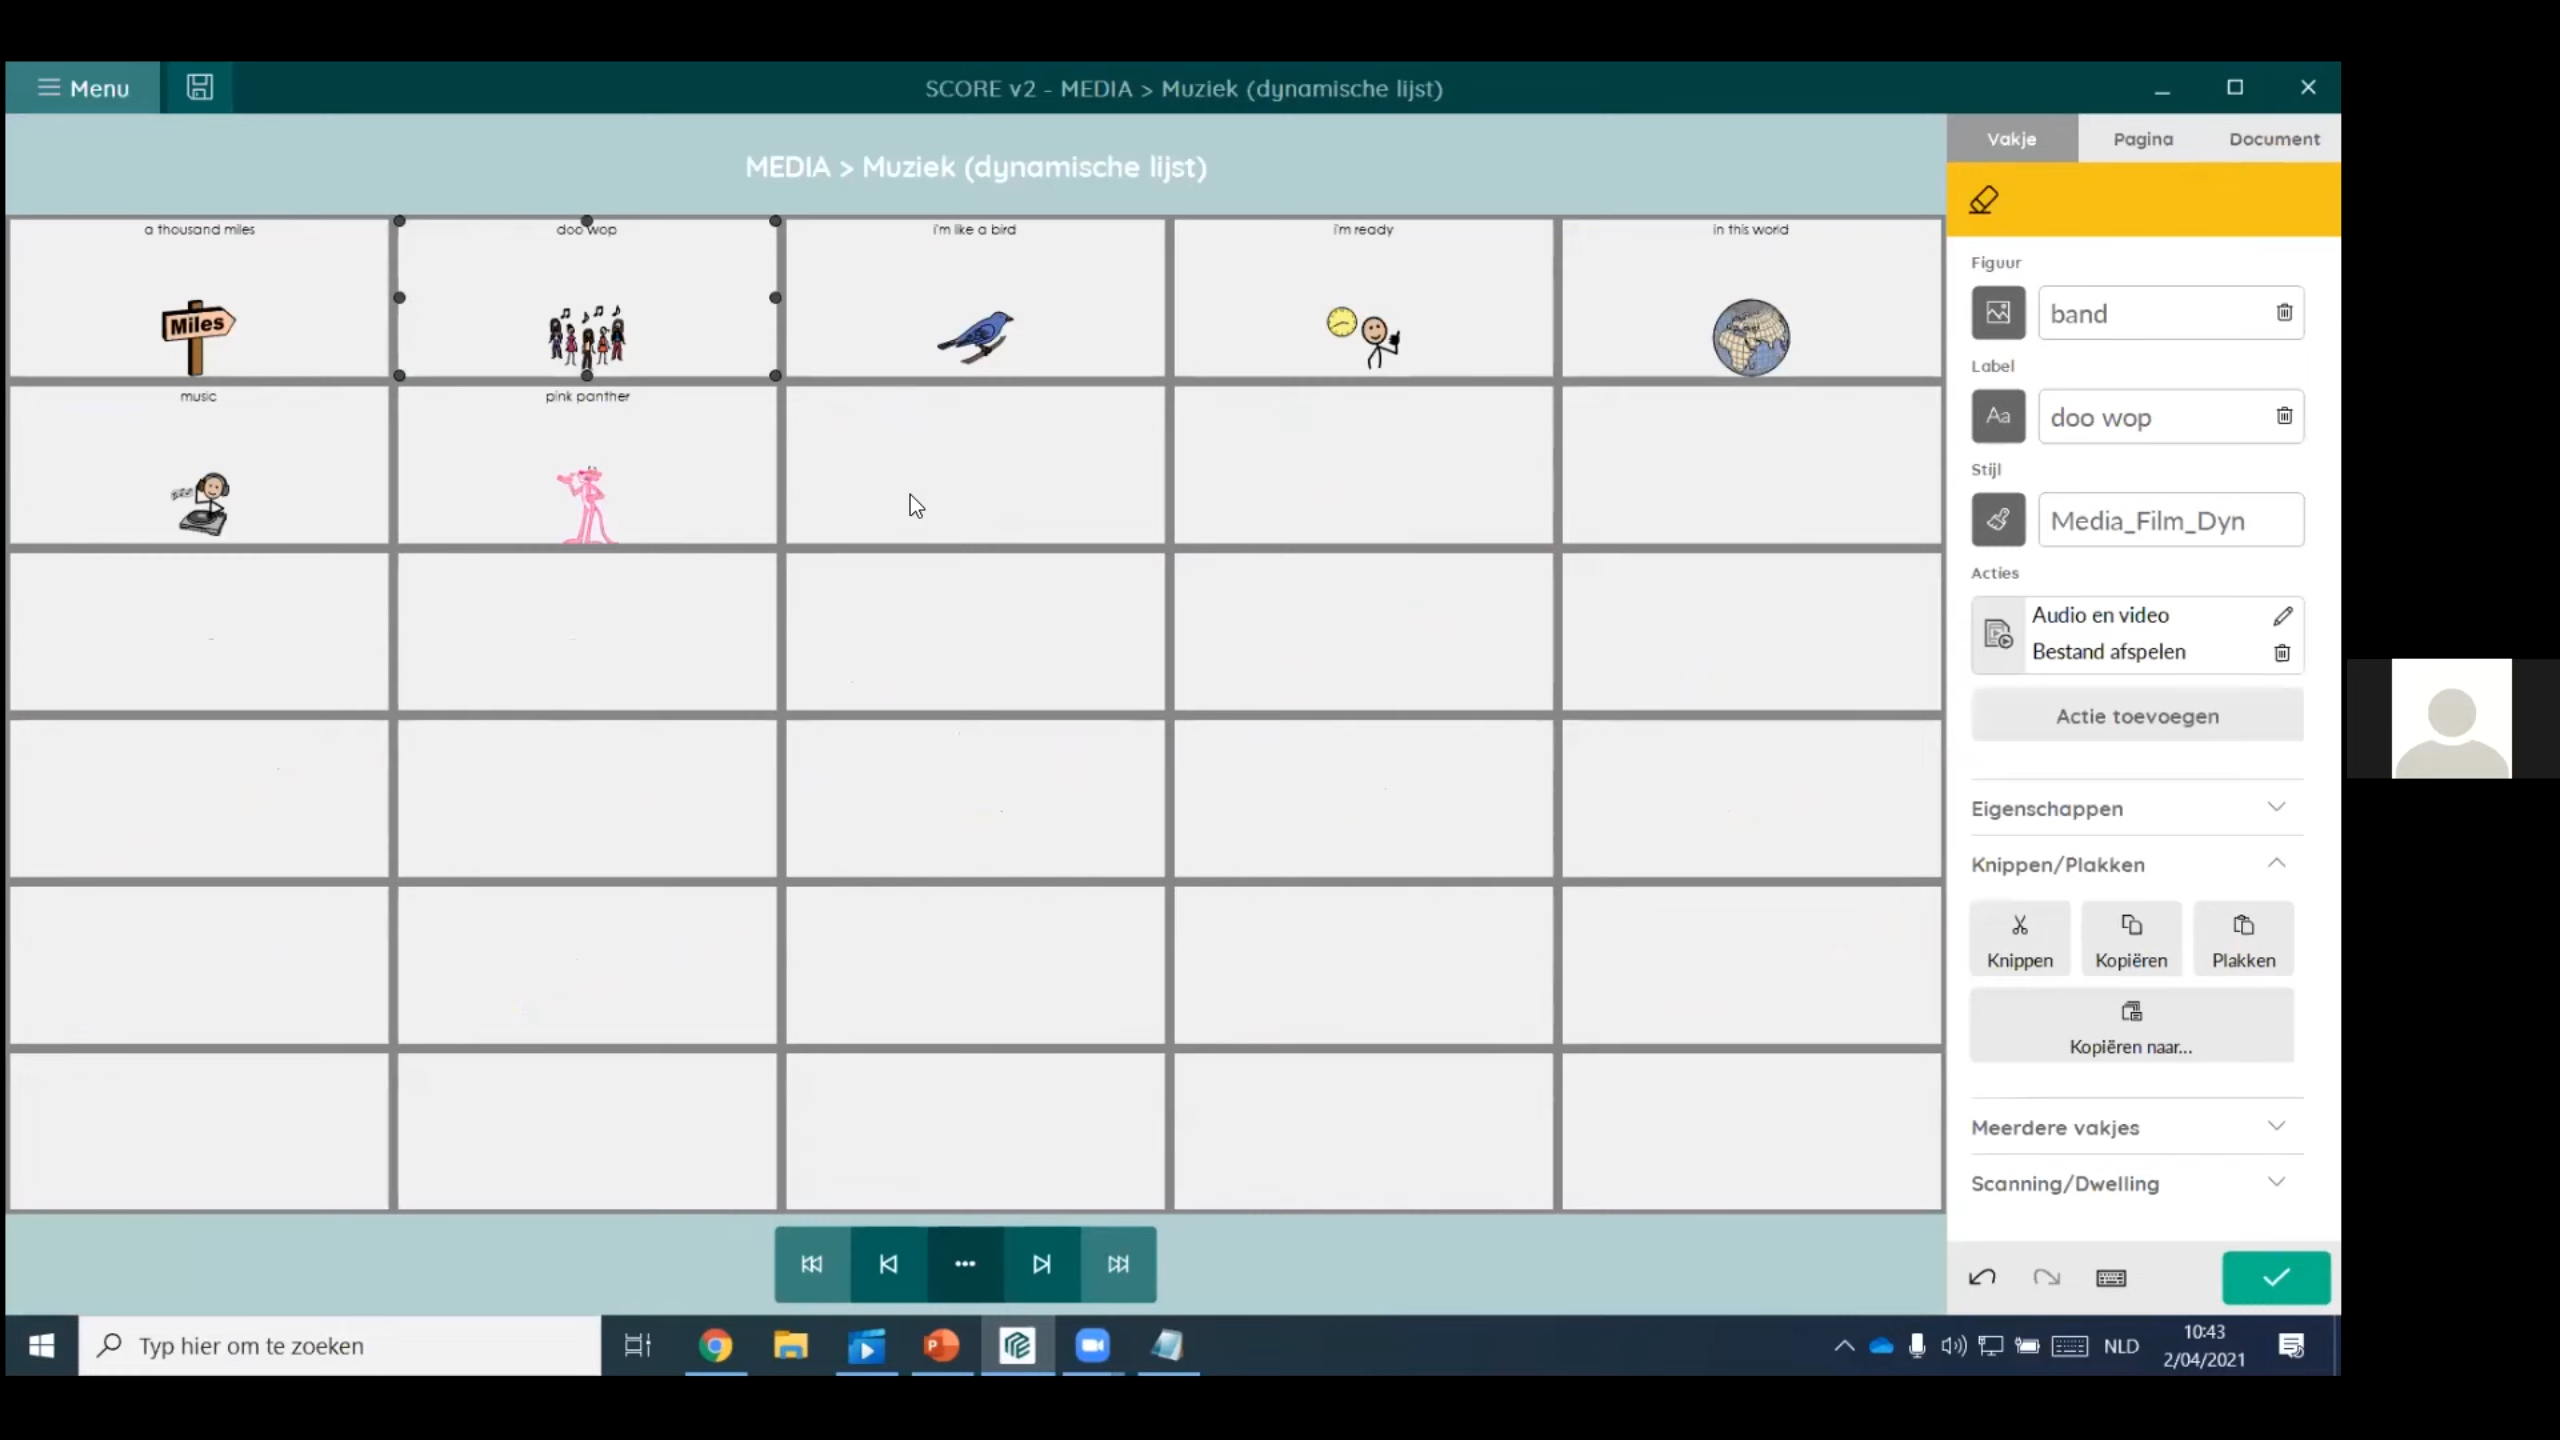 Menu
SCORE v2 - MEDIA > Muziek (dynamische lijst)
Vakje
Pagina
Document
MEDIA > Muziek (dynamische lijst)
a thousand miles
doo wop
i'm like a bird
i'm ready
in this world
Miles
music
pink panther
Figuur
band
Label
Aa
doo wop
Stijl
Media_Film_Dyn
Acties
Audio en video
Bestand afspelen
Actie toevoegen
Eigenschappen
Knippen/Plakken
Knippen
Kopiëren
Plakken
Kopiëren naar...
Meerdere vakjes
Scanning/Dwelling
Typ hier om te zoeken
P
NLD
10:43
2/04/2021